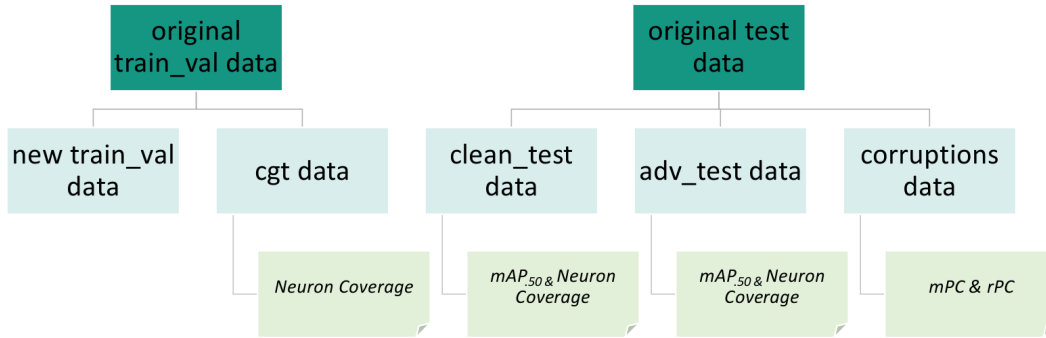 original
train_val data
original test
data
new train_val
data
cgt data
clean_test
data
adv_test data
corruptions
data
Neuron Coverage
mAP.50 & Neuron
Coverage
mAP.50 & Neuron
Coverage
mPC & rPC